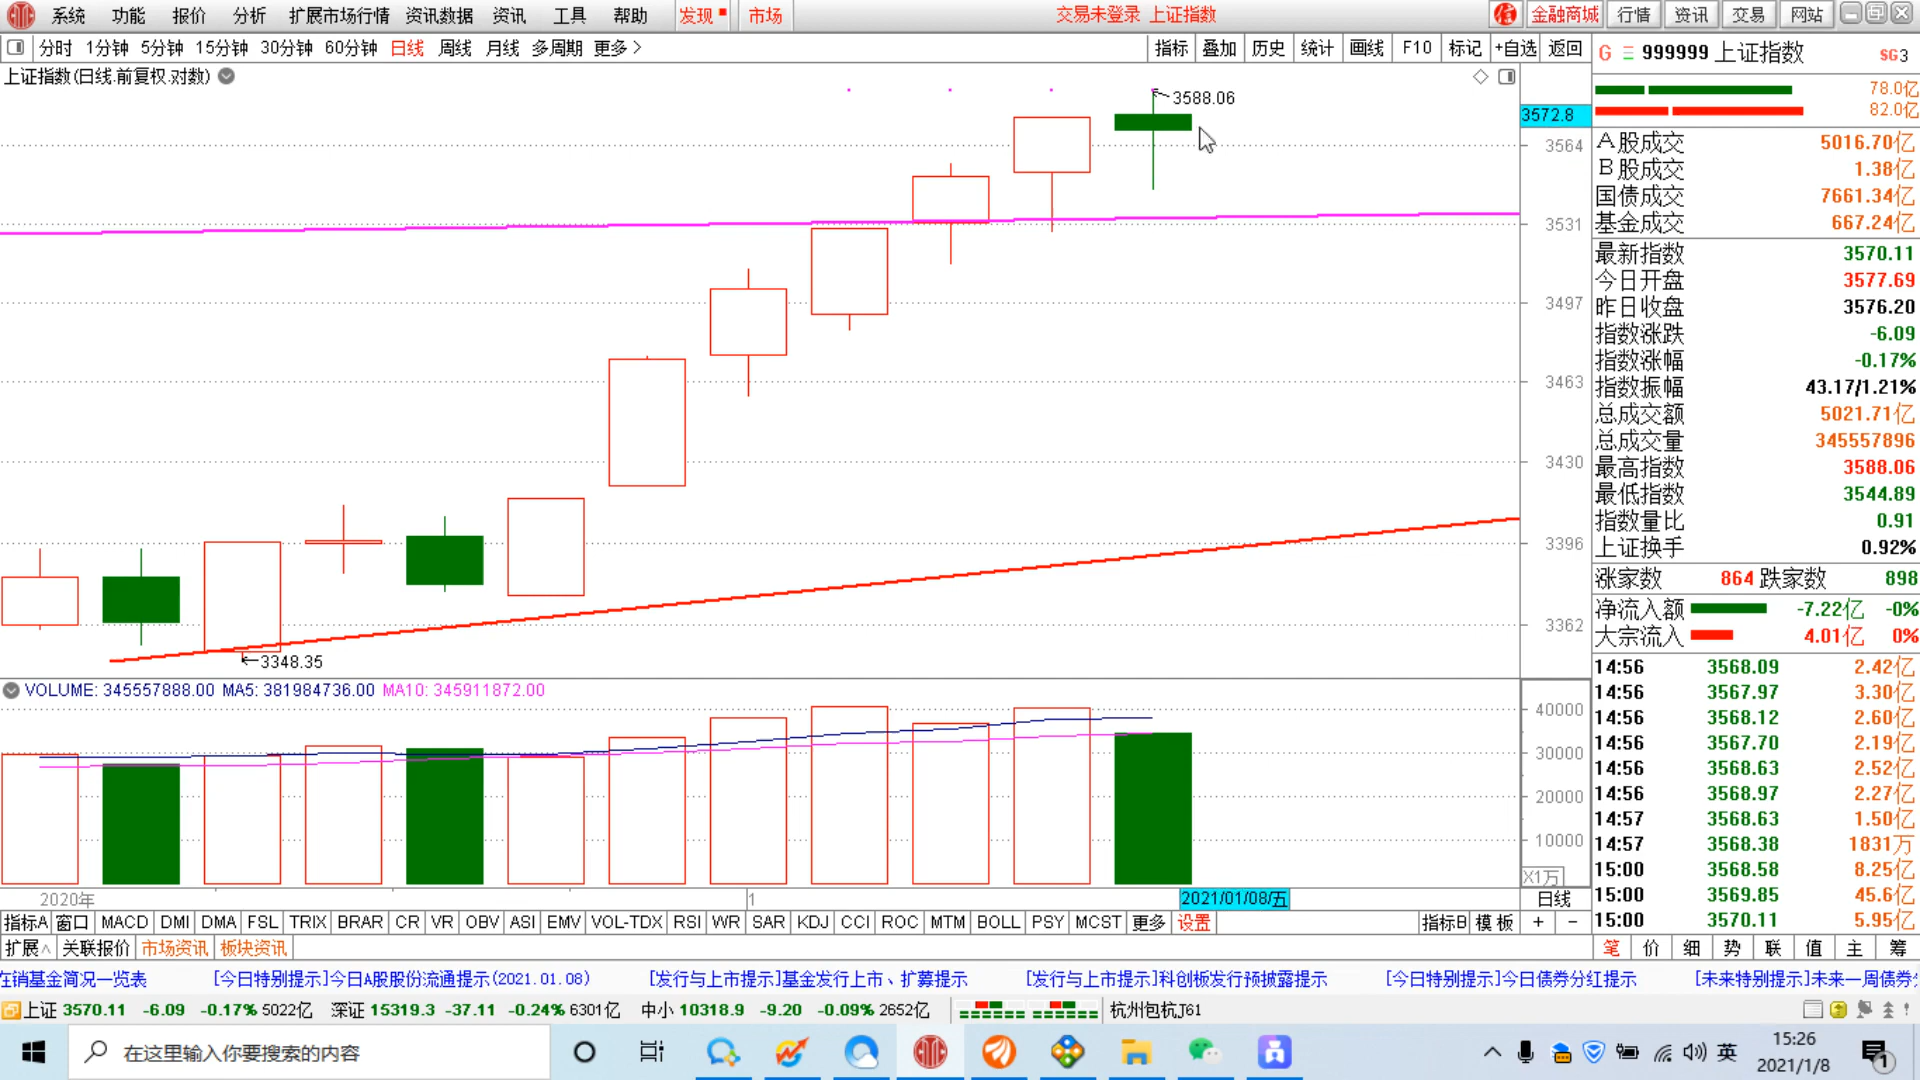 系统 功能 报价 分析 扩展市场行情 资讯数据 资讯 工具 帮助 发现 市场 交易未登录 上证指数 金融商城 行情 资讯 交易 网站
分时 1分钟 5分钟 15分钟 30分钟 60分钟 日线 周线 月线 多周期 更多 指标 叠加 历史 统计 画线 F10 标记 +自选 返回
G 999999 上证指数 SG3
上证指数(日线.前复权.对数)
3588.06
3572.8
3564
3531
3497
3463
3430
3396
3362
3348.35
78.0亿
82.0亿
A股成交 5016.70亿
B股成交 1.38亿
国债成交 7661.34亿
基金成交 667.24亿
最新指数 3570.11
今日开盘 3577.69
昨日收盘 3576.20
指数涨跌 -6.09
指数涨幅 -0.17%
指数振幅 43.17/1.21%
总成交额 5021.71亿
总成交量 345557896
最高指数 3588.06
最低指数 3544.89
指数量比 0.91
上证换手 0.92%
涨家数 864 跌家数 898
净流入额 -7.22亿 -0%
大宗流入 4.01亿 0%
14:56 3568.09 2.42亿
14:56 3567.97 3.30亿
14:56 3568.12 2.60亿
14:56 3567.70 2.19亿
14:56 3568.63 2.52亿
14:56 3568.97 2.27亿
14:57 3568.63 1.50亿
14:57 3568.38 1831万
15:00 3568.58 8.25亿
15:00 3569.85 45.6亿
15:00 3570.11 5.95亿
VOLUME: 345557888.00 MA5: 381984736.00 MA10: 345911872.00
40000
30000
20000
10000
X1万
2020年 1 2021/01/08/五 日线
指标A 窗口 MACD DMI DMA FSL TRIX BRAR CR VR OBV ASI EMV VOL-TDX RSI WR SAR KDJ CCI ROC MTM BOLL PSY MCST 更多 设置 指标B 模板 + -
扩展 关联报价 市场资讯 板块资讯 笔 价 细 势 联 值 主 筹
在销基金简况一览表 [今日特别提示]今日A股股份流通提示(2021.01.08) [发行与上市提示]基金发行上市、扩募提示 [发行与上市提示]科创板发行预披露提示 [今日特别提示]今日债券分红提示 [未来特别提示]未来一周债券
上证 3570.11 -6.09 -0.17% 5022亿 深证 15319.3 -37.11 -0.24% 6301亿 中小 10318.9 -9.20 -0.09% 2652亿 杭州包杭J61
在这里输入你要搜索的内容 英 15:26
2021/1/8 1